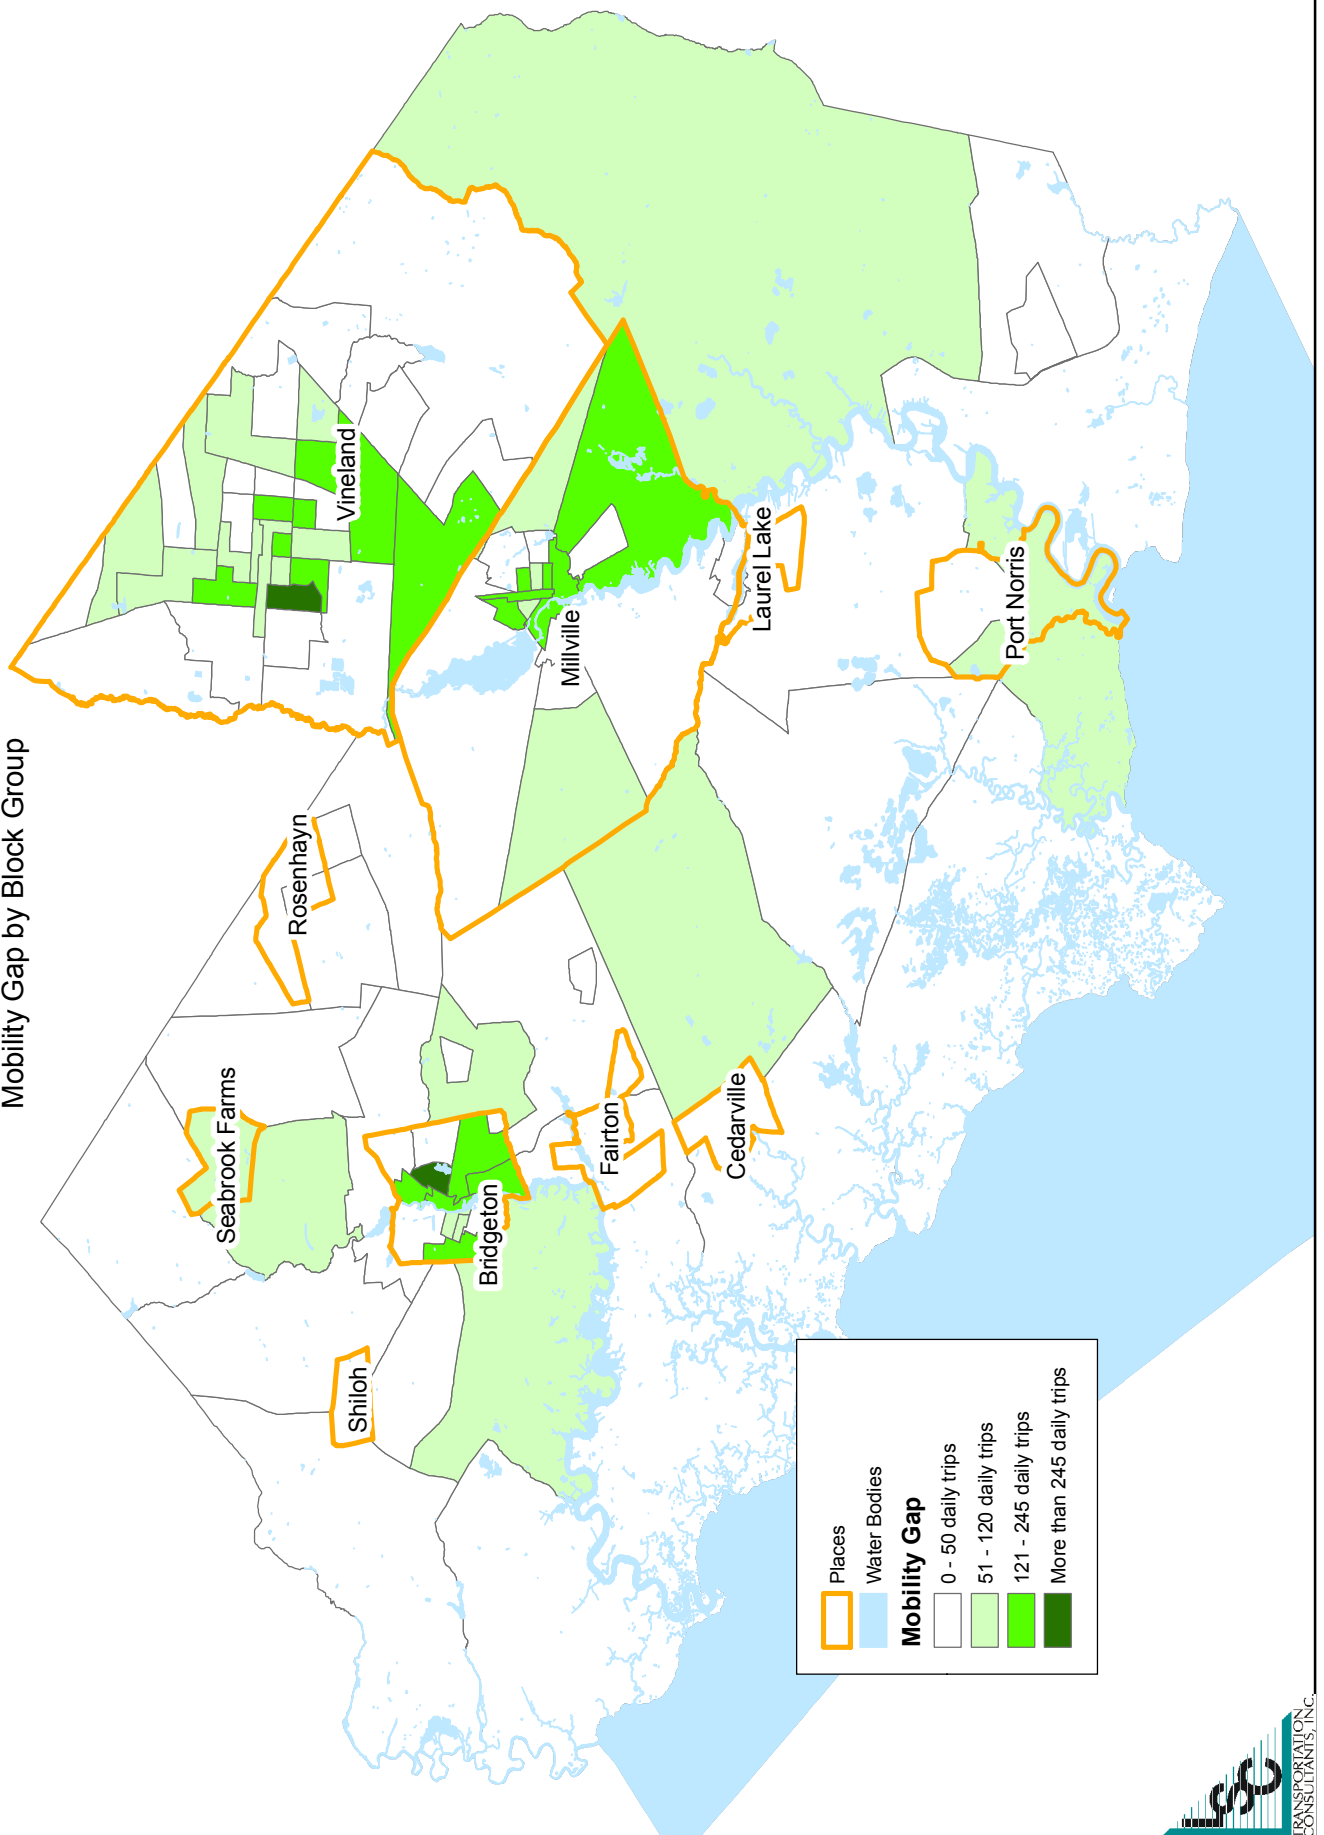 Mobility Gap by Block Group
Vineland
Millville
Laurel Lake
Port Norris
Rosenhayn
Seabrook Farms
Bridgeton
Fairton
Cedarville
Shiloh
Places
Water Bodies
Mobility Gap
0 - 50 daily trips
51 - 120 daily trips
121 - 245 daily trips
More than 245 daily trips
LSC
TRANSPORTATION
CONSULTANTS, INC.